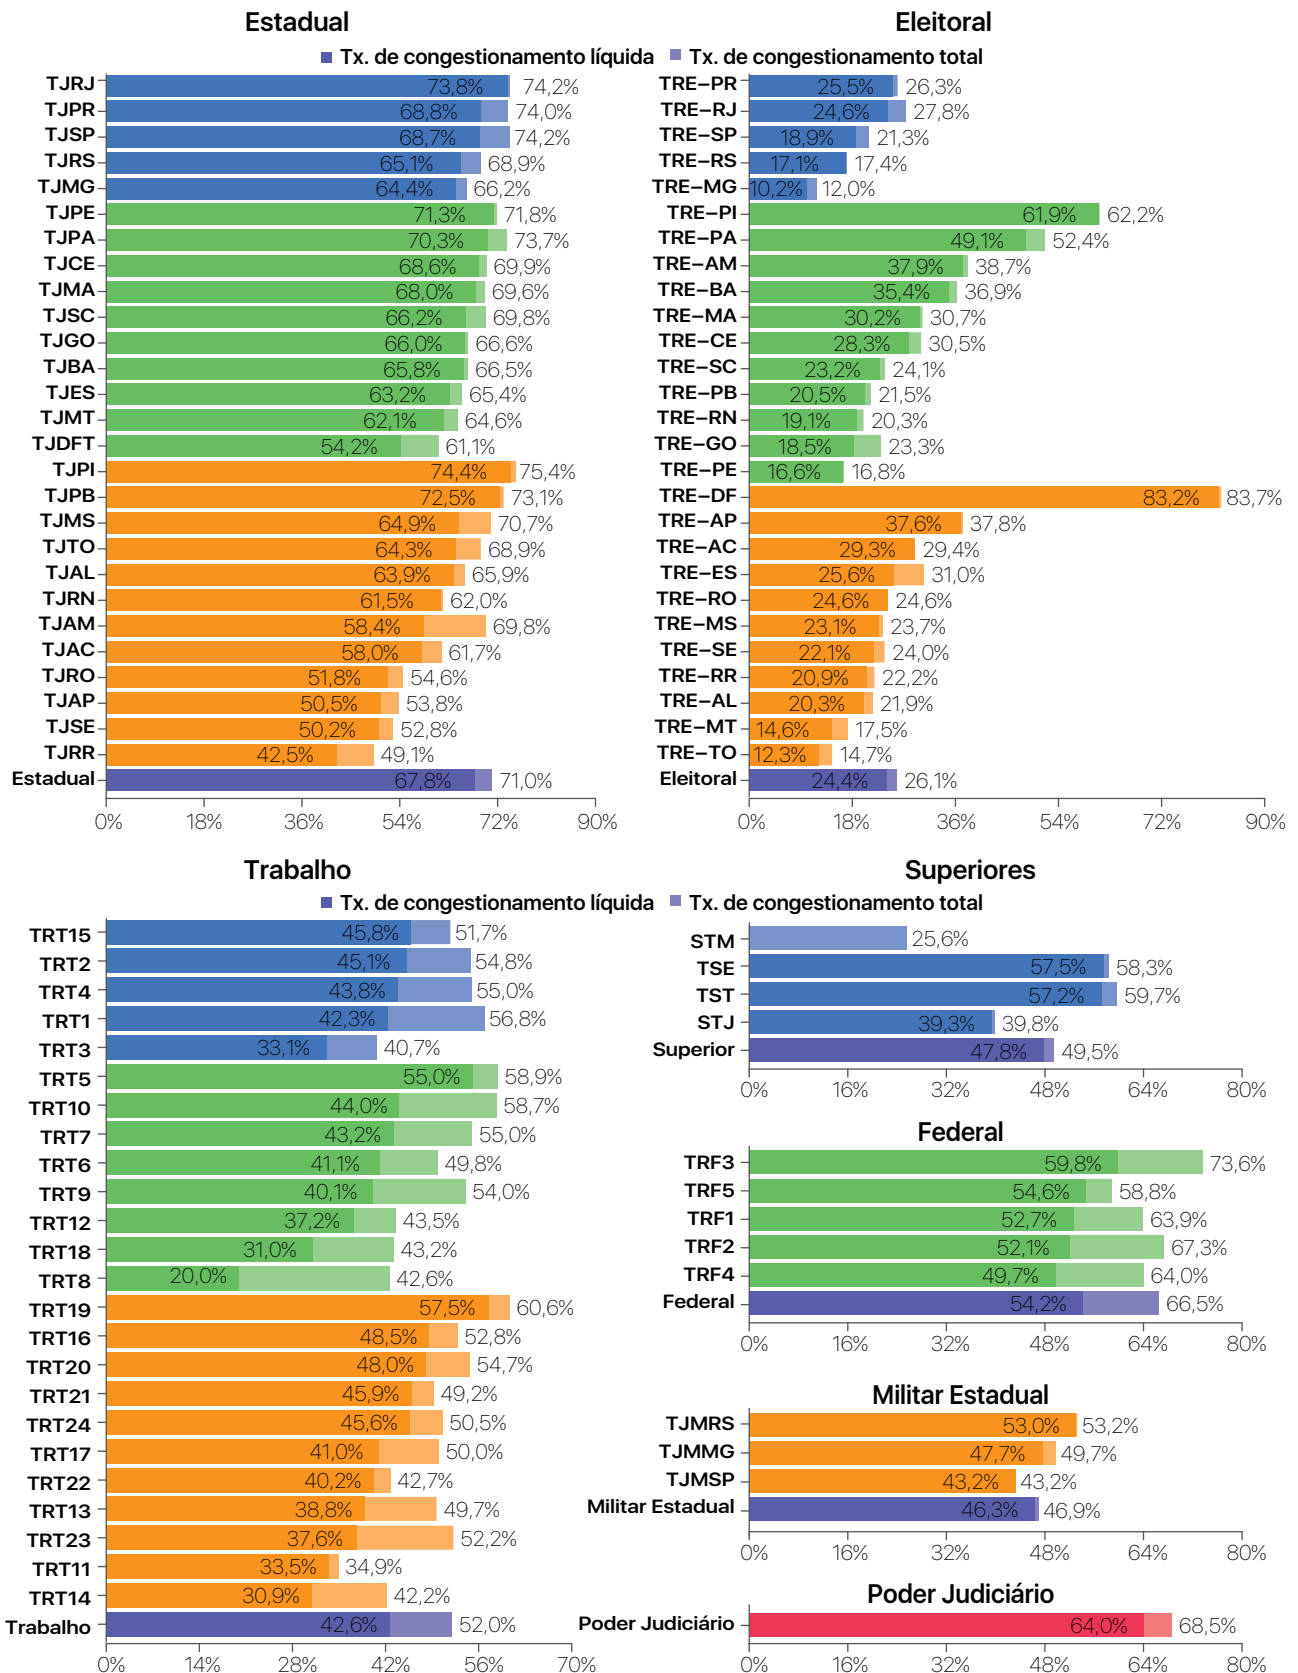 Estadual
Tx. de congestionamento líquida Tx. de congestionamento total
TJRJ 73,8% 74,2%
TJPR 68,8% 74,0%
TJSP 68,7% 74,2%
TJRS 65,1% 68,9%
TJMG 64,4% 66,2%
TJPE 71,3% 71,8%
TJPA 70,3% 73,7%
TJCE 68,6% 69,9%
TJMA 68,0% 69,6%
TJSC 66,2% 69,8%
TJGO 66,0% 66,6%
TJBA 65,8% 66,5%
TJES 63,2% 65,4%
TJMT 62,1% 64,6%
TJDFT 54,2% 61,1%
TJPI 74,4% 75,4%
TJPB 72,5% 73,1%
TJMS 64,9% 70,7%
TJTO 64,3% 68,9%
TJAL 63,9% 65,9%
TJRN 61,5% 62,0%
TJAM 58,4% 69,8%
TJAC 58,0% 61,7%
TJRO 51,8% 54,6%
TJAP 50,5% 53,8%
TJSE 50,2% 52,8%
TJRR 42,5% 49,1%
Estadual 67,8% 71,0%
0% 18% 36% 54% 72% 90%
Eleitoral
TRE–PR 25,5% 26,3%
TRE–RJ 24,6% 27,8%
TRE–SP 18,9% 21,3%
TRE–RS 17,1% 17,4%
TRE–MG 10,2% 12,0%
TRE–PI 61,9% 62,2%
TRE–PA 49,1% 52,4%
TRE–AM 37,9% 38,7%
TRE–BA 35,4% 36,9%
TRE–MA 30,2% 30,7%
TRE–CE 28,3% 30,5%
TRE–SC 23,2% 24,1%
TRE–PB 20,5% 21,5%
TRE–RN 19,1% 20,3%
TRE–GO 18,5% 23,3%
TRE–PE 16,6% 16,8%
TRE–DF 83,2% 83,7%
TRE–AP 37,6% 37,8%
TRE–AC 29,3% 29,4%
TRE–ES 25,6% 31,0%
TRE–RO 24,6% 24,6%
TRE–MS 23,1% 23,7%
TRE–SE 22,1% 24,0%
TRE–RR 20,9% 22,2%
TRE–AL 20,3% 21,9%
TRE–MT 14,6% 17,5%
TRE–TO 12,3% 14,7%
Eleitoral 24,4% 26,1%
0% 18% 36% 54% 72% 90%
Trabalho
Tx. de congestionamento líquida Tx. de congestionamento total
TRT15 45,8% 51,7%
TRT2 45,1% 54,8%
TRT4 43,8% 55,0%
TRT1 42,3% 56,8%
TRT3 33,1% 40,7%
TRT5 55,0% 58,9%
TRT10 44,0% 58,7%
TRT7 43,2% 55,0%
TRT6 41,1% 49,8%
TRT9 40,1% 54,0%
TRT12 37,2% 43,5%
TRT18 31,0% 43,2%
TRT8 20,0% 42,6%
TRT19 57,5% 60,6%
TRT16 48,5% 52,8%
TRT20 48,0% 54,7%
TRT21 45,9% 49,2%
TRT24 45,6% 50,5%
TRT17 41,0% 50,0%
TRT22 40,2% 42,7%
TRT13 38,8% 49,7%
TRT23 37,6% 52,2%
TRT11 33,5% 34,9%
TRT14 30,9% 42,2%
Trabalho 42,6% 52,0%
0% 14% 28% 42% 56% 70%
Superiores
STM 25,6%
TSE 57,5% 58,3%
TST 57,2% 59,7%
STJ 39,3% 39,8%
Superior 47,8% 49,5%
0% 16% 32% 48% 64% 80%
Federal
TRF3 59,8% 73,6%
TRF5 54,6% 58,8%
TRF1 52,7% 63,9%
TRF2 52,1% 67,3%
TRF4 49,7% 64,0%
Federal 54,2% 66,5%
0% 16% 32% 48% 64% 80%
Militar Estadual
TJMRS 53,0% 53,2%
TJMMG 47,7% 49,7%
TJMSP 43,2% 43,2%
Militar Estadual 46,3% 46,9%
0% 16% 32% 48% 64% 80%
Poder Judiciário
Poder Judiciário 64,0% 68,5%
0% 16% 32% 48% 64% 80%